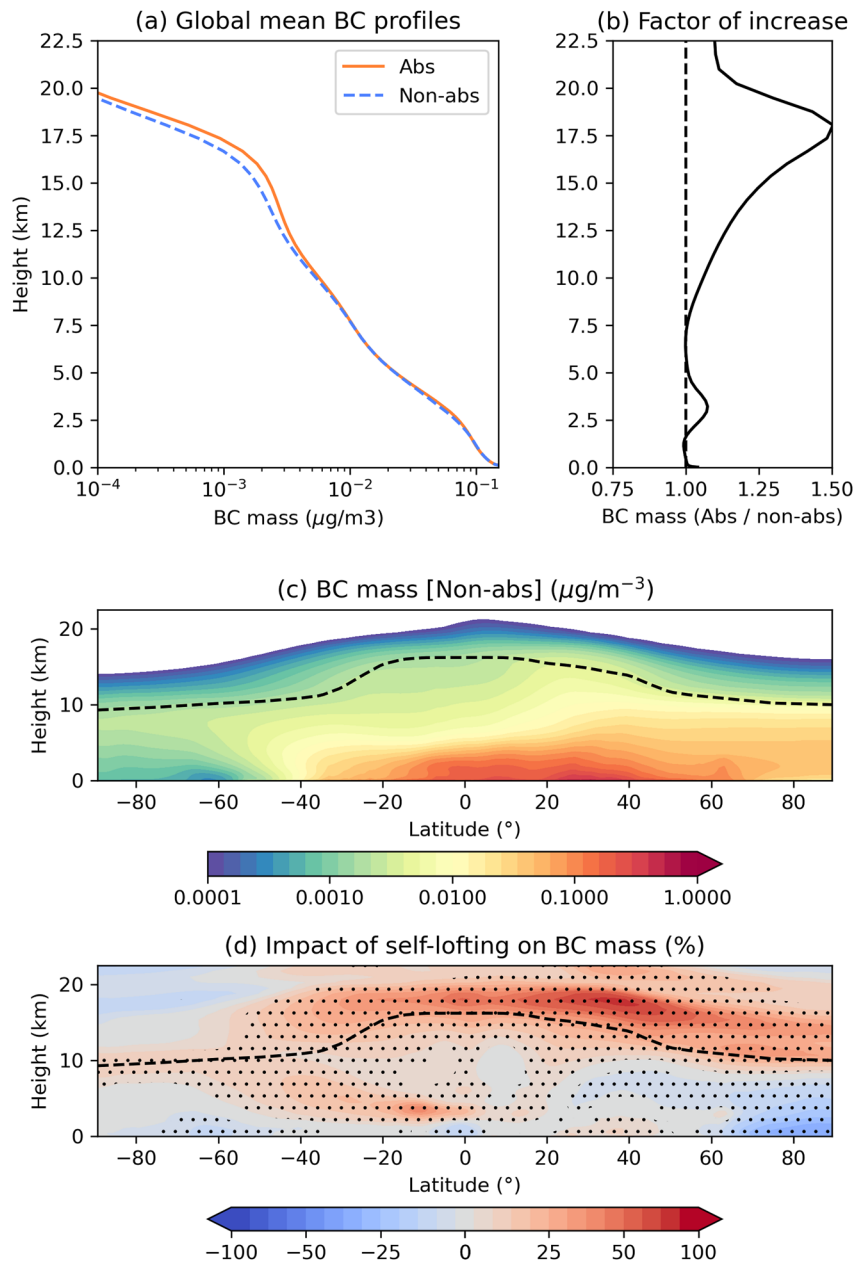 (a) Global mean BC profiles
22.5
20.0
17.5
15.0
12.5
10.0
7.5
5.0
2.5
0.0
Height (km)
Abs
Non-abs
10⁻⁴ 10⁻³ 10⁻² 10⁻¹
BC mass (μg/m3)
(b) Factor of increase
22.5
20.0
17.5
15.0
12.5
10.0
7.5
5.0
2.5
0.0
0.75 1.00 1.25 1.50
BC mass (Abs / non-abs)
(c) BC mass [Non-abs] (μg/m⁻³)
20
10
0
Height (km)
−80 −60 −40 −20 0 20 40 60 80
Latitude (°)
0.0001 0.0010 0.0100 0.1000 1.0000
(d) Impact of self-lofting on BC mass (%)
20
10
0
Height (km)
−80 −60 −40 −20 0 20 40 60 80
Latitude (°)
−100 −50 −25 0 25 50 100